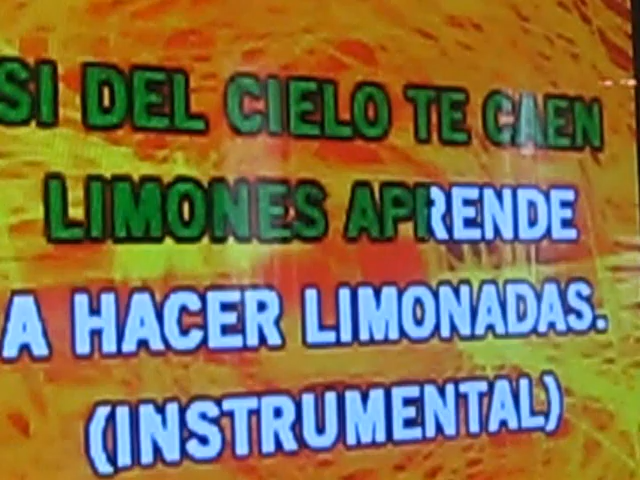 SI DEL CIELO TE CAEN
LIMONES APRENDE
A HACER LIMONADAS.
(INSTRUMENTAL)